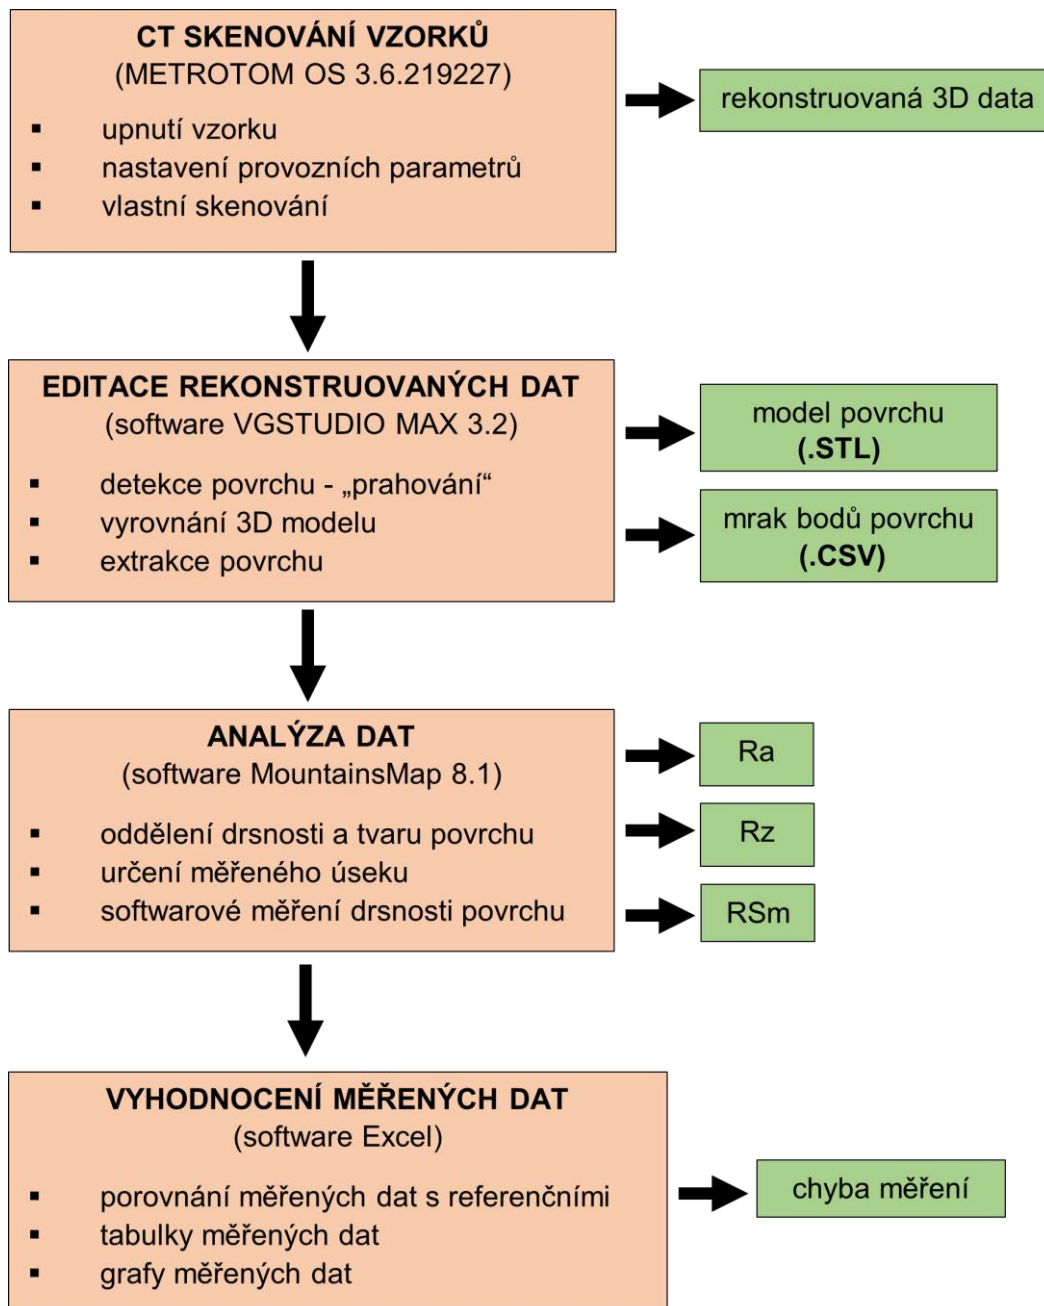 CT SKENOVÁNÍ VZORKŮ
(METROTOM OS 3.6.219227)
▪ upnutí vzorku
▪ nastavení provozních parametrů
▪ vlastní skenování
rekonstruovaná 3D data
EDITACE REKONSTRUOVANÝCH DAT
(software VGSTUDIO MAX 3.2)
▪ detekce povrchu - „prahování“
▪ vyrovnání 3D modelu
▪ extrakce povrchu
model povrchu
(.STL)
mrak bodů povrchu
(.CSV)
ANALÝZA DAT
(software MountainsMap 8.1)
▪ oddělení drsnosti a tvaru povrchu
▪ určení měřeného úseku
▪ softwarové měření drsnosti povrchu
Ra
Rz
RSm
VYHODNOCENÍ MĚŘENÝCH DAT
(software Excel)
▪ porovnání měřených dat s referenčními
▪ tabulky měřených dat
▪ grafy měřených dat
chyba měření